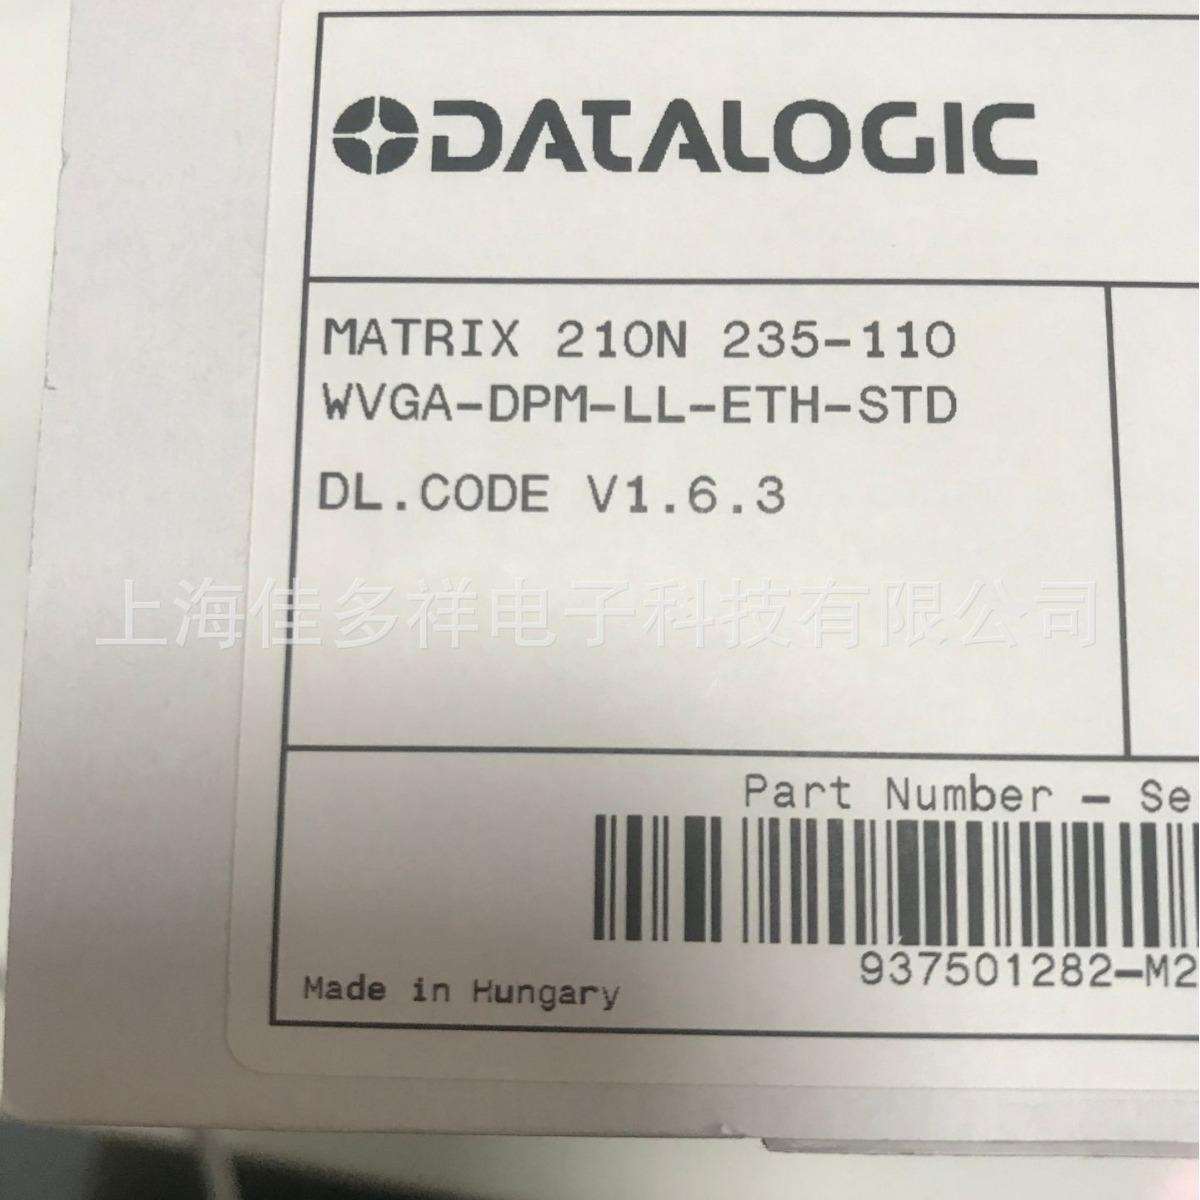 DATALOGIC
MATRIX 210N 235-110
WVGA-DPM-LL-ETH-STD
DL.CODE V1.6.3
上海佳多祥电子科技有限公司
Part Number - Se
937501282-M2
Made in Hungary